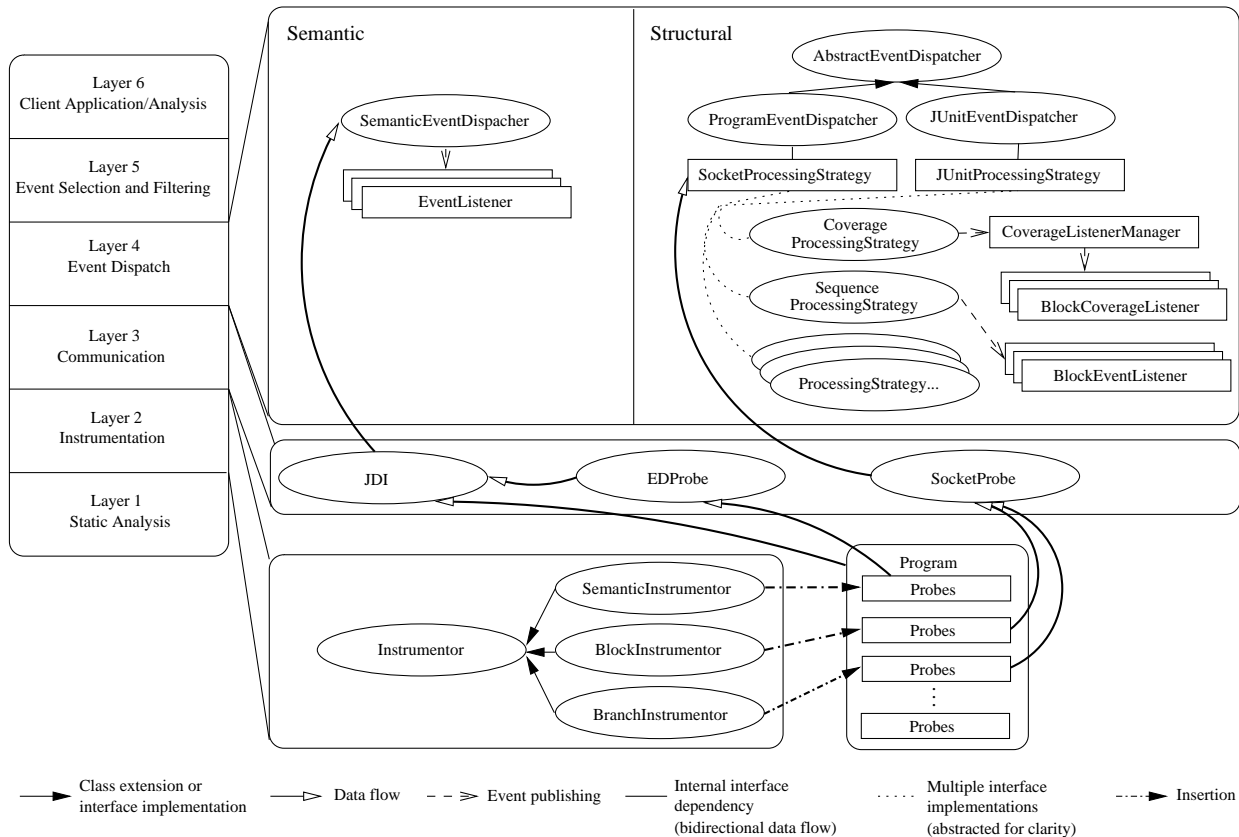 Layer 6
Client Application/Analysis
Layer 5
Event Selection and Filtering
Layer 4
Event Dispatch
Layer 3
Communication
Layer 2
Instrumentation
Layer 1
Static Analysis
Semantic
SemanticEventDispacher
EventListener
Structural
AbstractEventDispatcher
ProgramEventDispatcher
JUnitEventDispatcher
SocketProcessingStrategy
JUnitProcessingStrategy
Coverage
ProcessingStrategy
CoverageListenerManager
Sequence
ProcessingStrategy
BlockCoverageListener
ProcessingStrategy...
BlockEventListener
JDI
EDProbe
SocketProbe
Instrumentor
SemanticInstrumentor
BlockInstrumentor
BranchInstrumentor
Program
Probes
Probes
Probes
Probes
Class extension or
interface implementation
Data flow
Event publishing
Internal interface
dependency
(bidirectional data flow)
Multiple interface
implementations
(abstracted for clarity)
Insertion